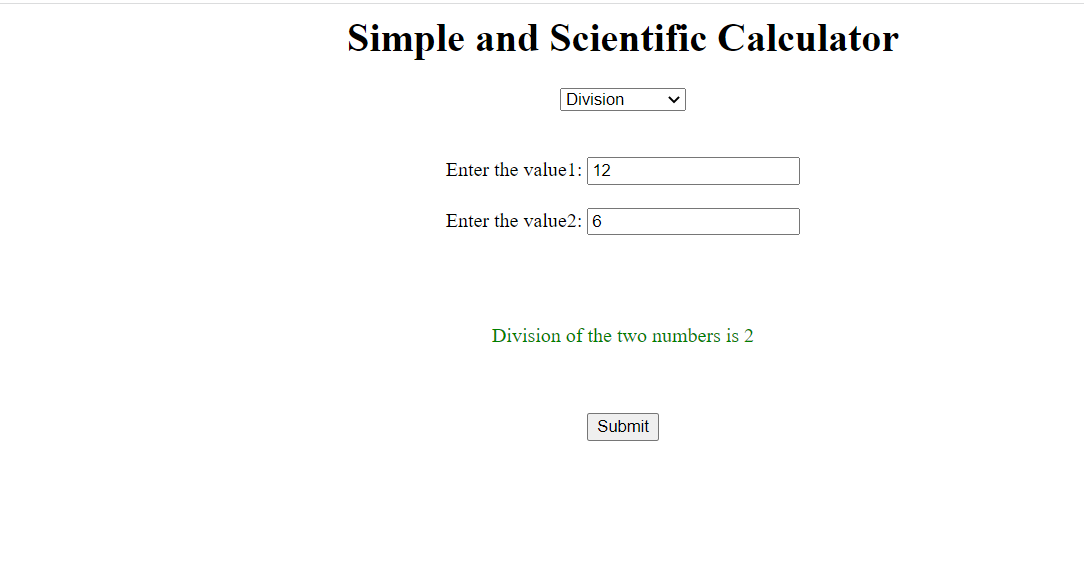 Simple and Scientific Calculator
Division
Enter the value1: 12
Enter the value2: 6
Division of the two numbers is 2
Submit